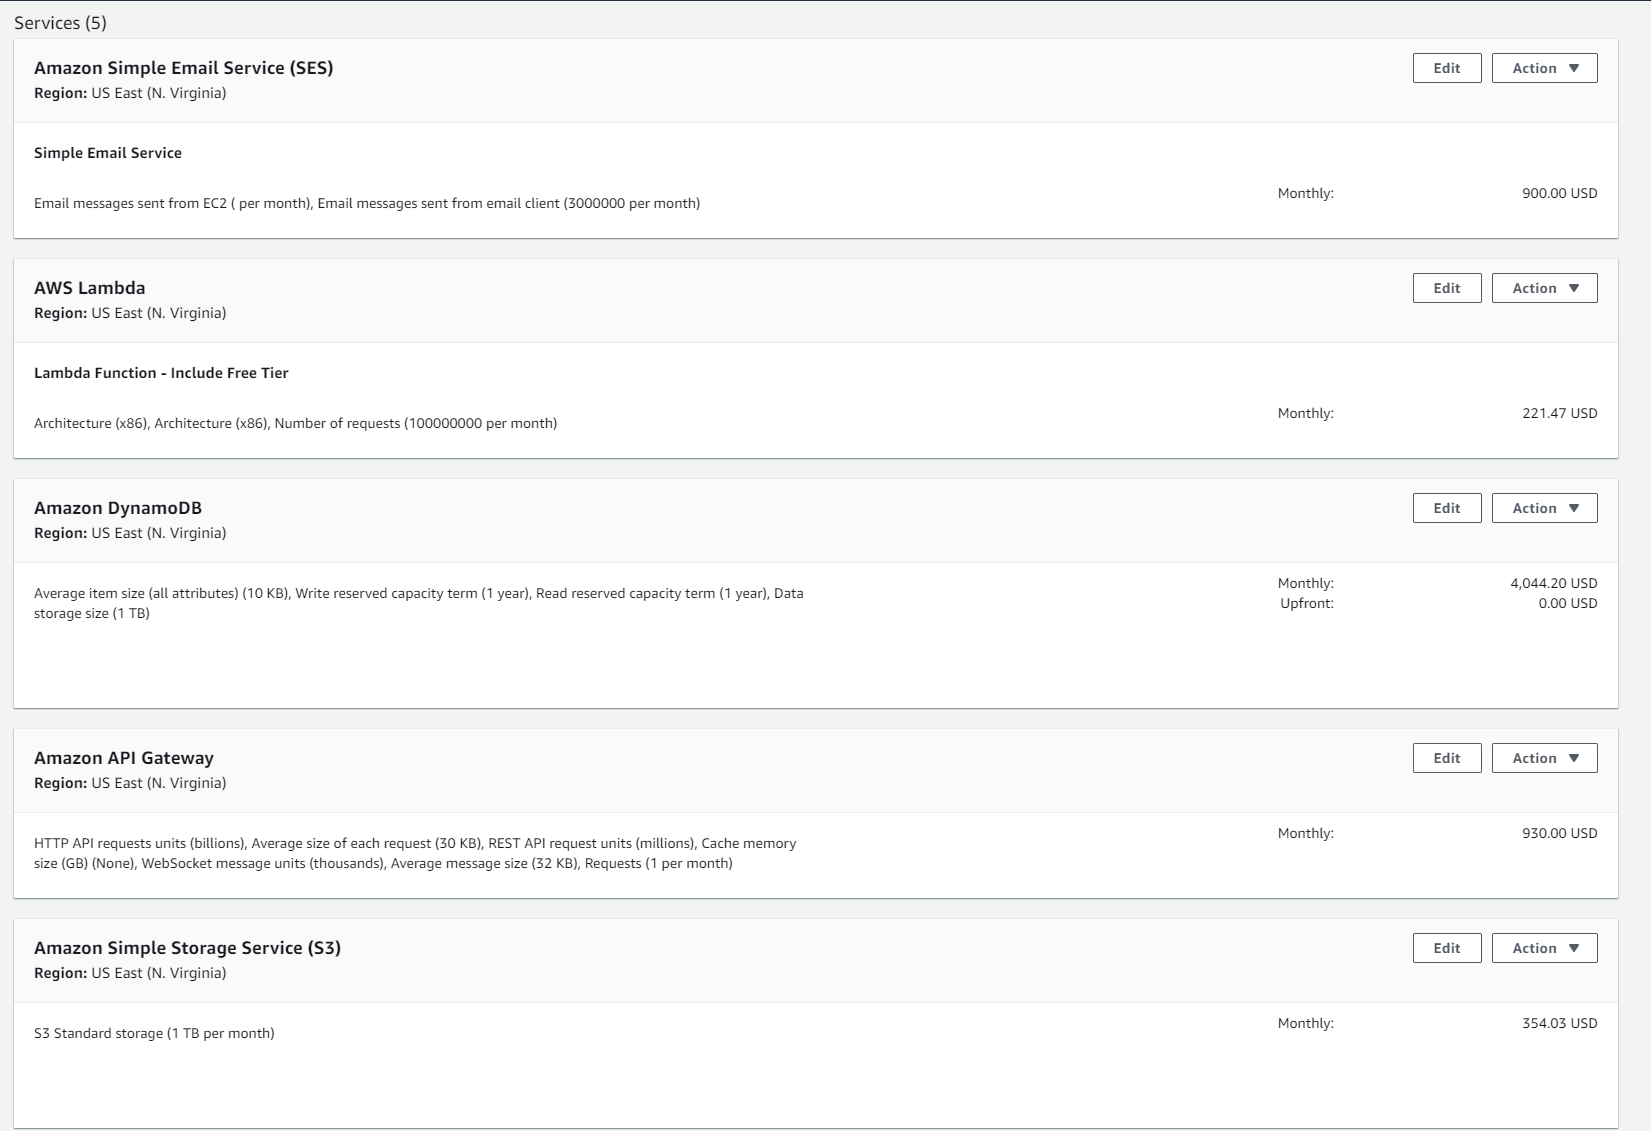 Services (5)
Amazon Simple Email Service (SES)
Edit
Action
Region: US East (N. Virginia)
Simple Email Service
Monthly: 900.00 USD
Email messages sent from EC2 ( per month), Email messages sent from email client (3000000 per month)
AWS Lambda
Edit
Action
Region: US East (N. Virginia)
Lambda Function - Include Free Tier
Monthly: 221.47 USD
Architecture (x86), Architecture (x86), Number of requests (100000000 per month)
Amazon DynamoDB
Edit
Action
Region: US East (N. Virginia)
Average item size (all attributes) (10 KB), Write reserved capacity term (1 year), Read reserved capacity term (1 year), Data
storage size (1 TB)
Monthly: 4,044.20 USD
Upfront: 0.00 USD
Amazon API Gateway
Edit
Action
Region: US East (N. Virginia)
HTTP API requests units (billions), Average size of each request (30 KB), REST API request units (millions), Cache memory
size (GB) (None), WebSocket message units (thousands), Average message size (32 KB), Requests (1 per month)
Monthly: 930.00 USD
Amazon Simple Storage Service (S3)
Edit
Action
Region: US East (N. Virginia)
Monthly: 354.03 USD
S3 Standard storage (1 TB per month)